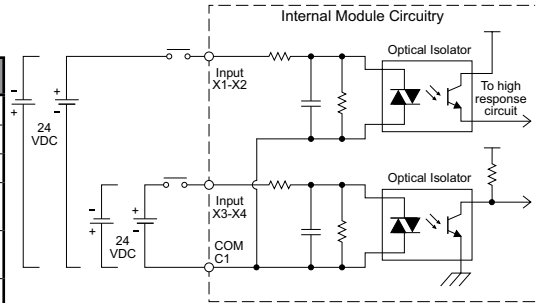 Internal Module Circuitry
Optical Isolator
Input
X1-X2
To high
response
circuit
- +
+ -
24
VDC
Optical Isolator
Input
X3-X4
- +
+ -
24
VDC
COM
C1